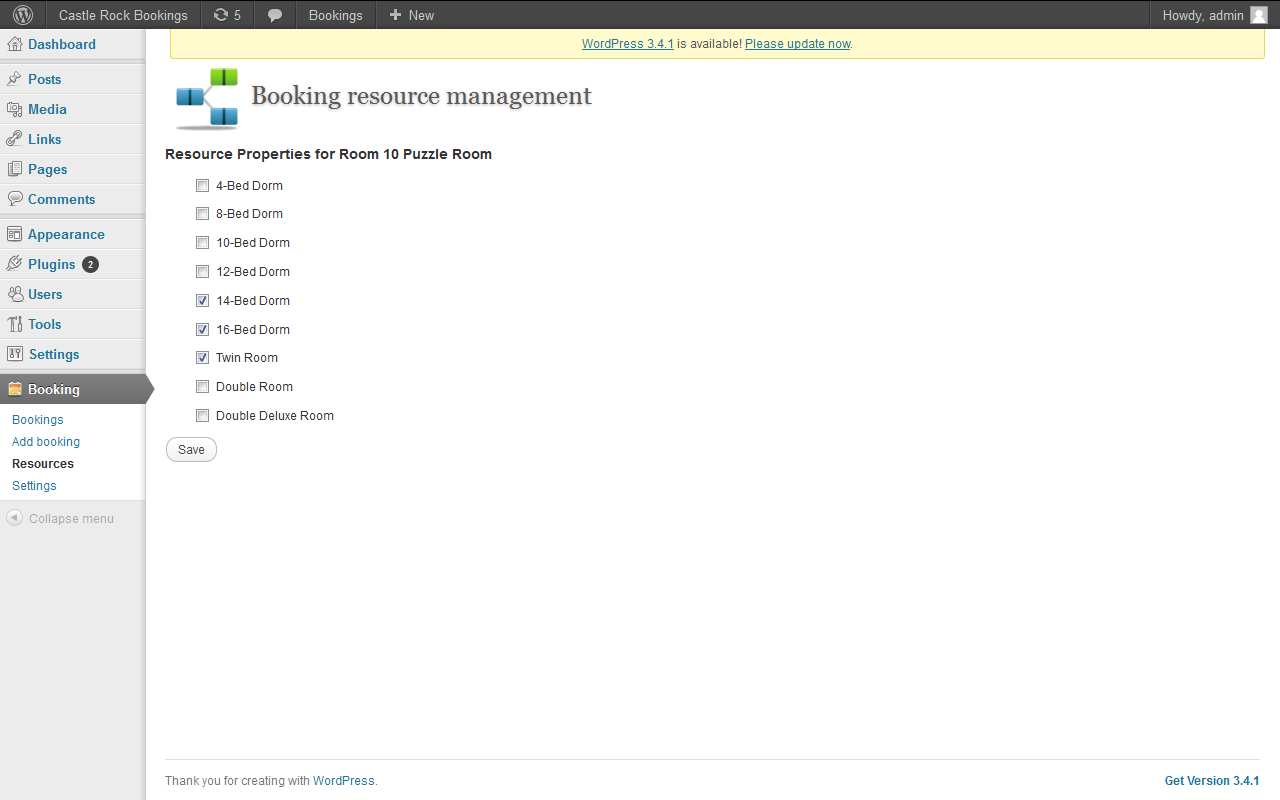 Castle Rock Bookings 5 Bookings + New Howdy, admin
WordPress 3.4.1 is available! Please update now.
Dashboard
Posts
Media
Links
Pages
Comments
Appearance
Plugins 2
Users
Tools
Settings
Booking
Bookings
Add booking
Resources
Settings
Collapse menu
Booking resource management
Resource Properties for Room 10 Puzzle Room
4-Bed Dorm
8-Bed Dorm
10-Bed Dorm
12-Bed Dorm
14-Bed Dorm
16-Bed Dorm
Twin Room
Double Room
Double Deluxe Room
Save
Thank you for creating with WordPress. Get Version 3.4.1